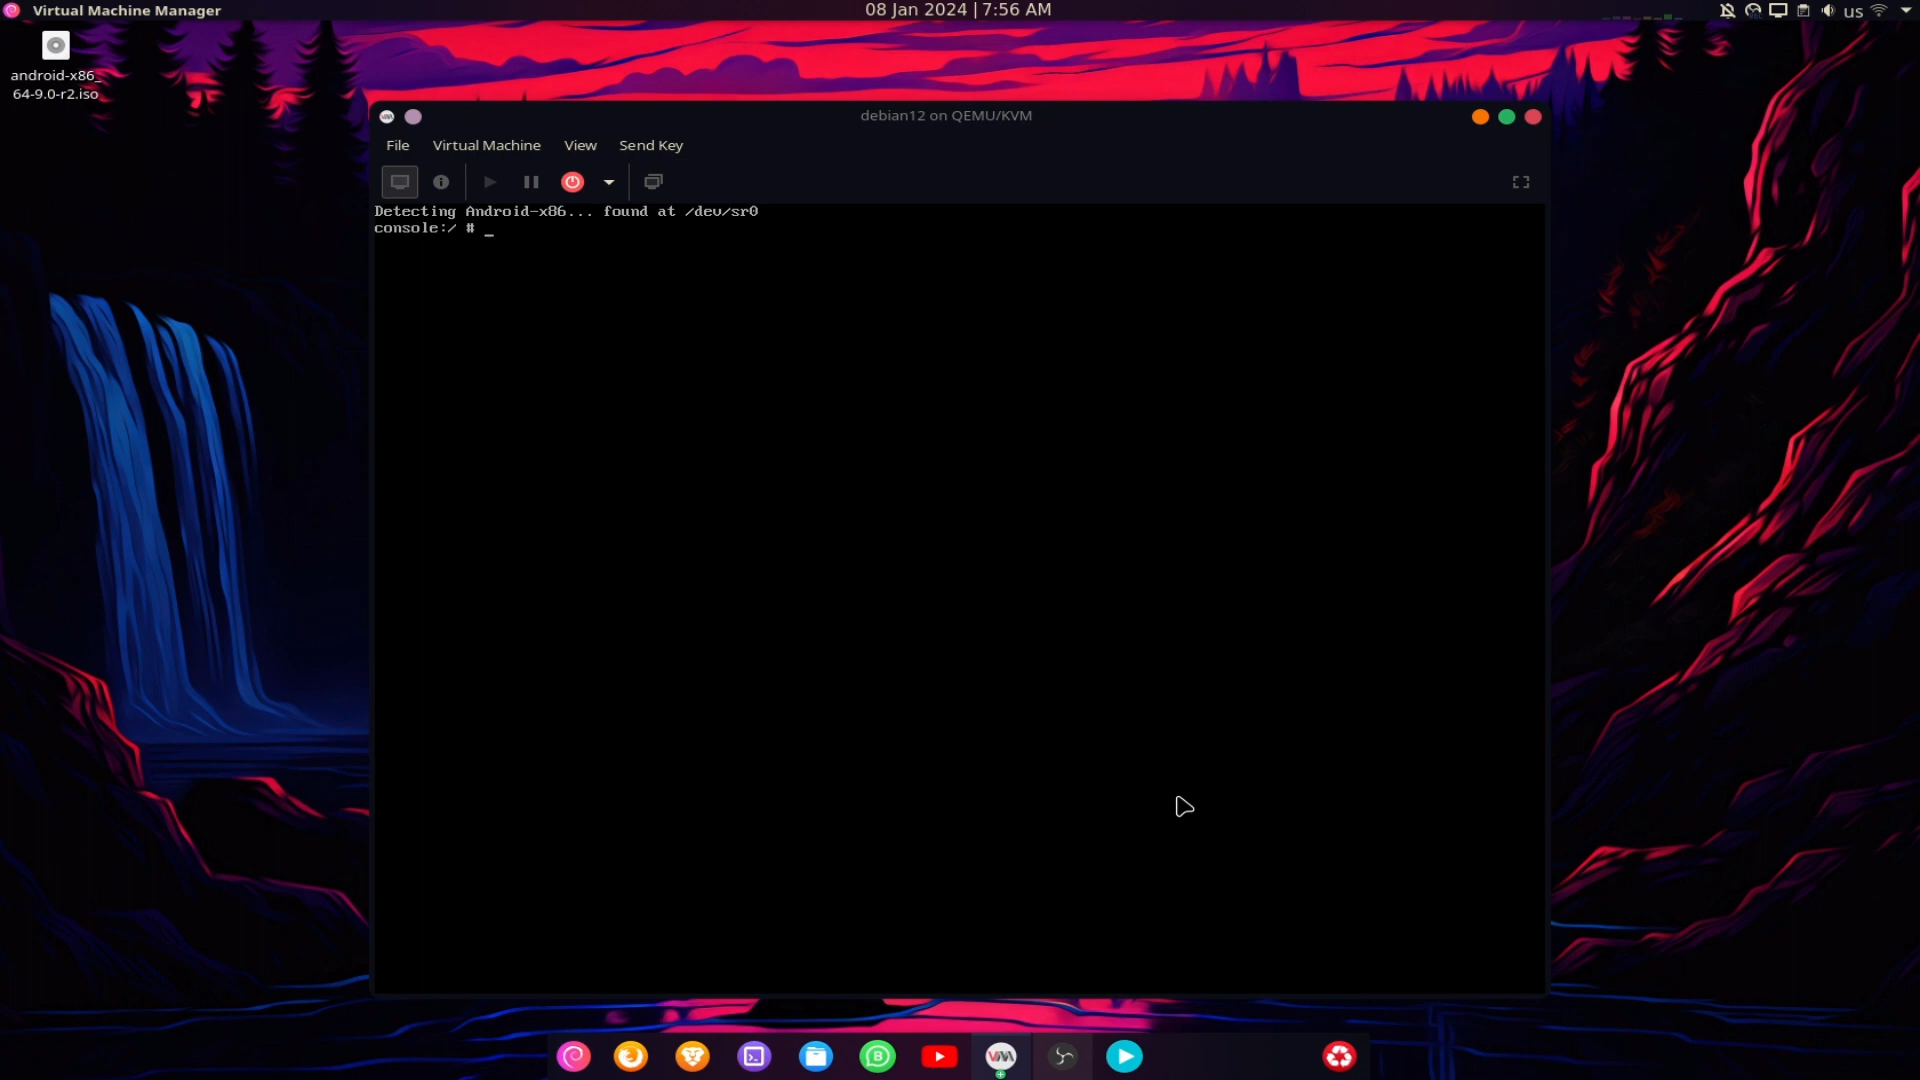 Virtual Machine Manager
08 Jan 2024 | 7:56 AM
us
android-x86_
64-9.0-r2.iso
debian12 on QEMU/KVM
File Virtual Machine View Send Key
Detecting Android-x86... found at /dev/sr0
console:/ # _